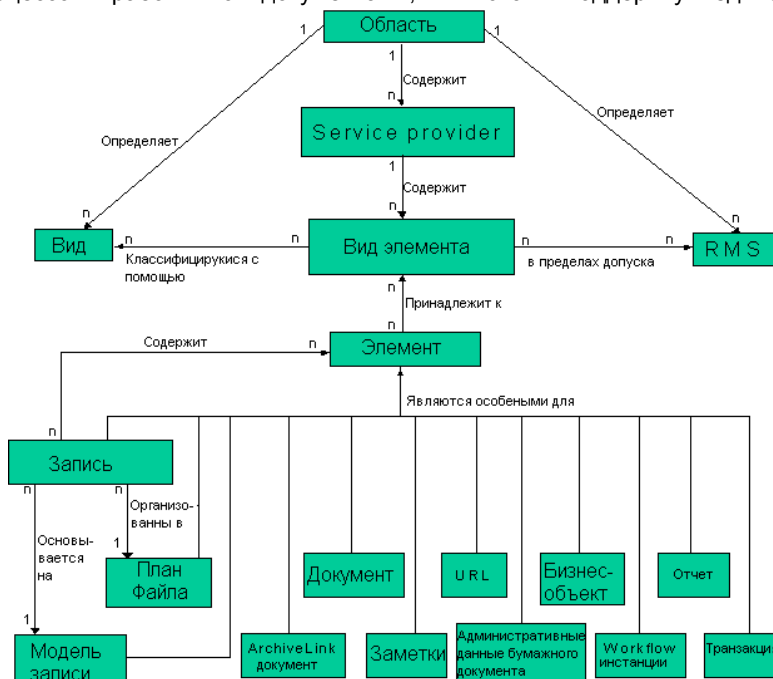 Область
1
1
1
Содержит
n
Определяет
Определяет
Service provider
1
Содержит
n
n
n
Вид
n
n
Вид элемента
n
n
RMS
Классифицирукися с
помощью
в пределах допуска
n
Принадлежит к
n
Содержит
n
Элемент
Являются особеными для
n
Запись
n
n
Организо-
ванны в
1
Основы-
вается
на
1
План
Файла
Документ
URL
Бизнес-
объект
Отчет
Модель
записи
ArchiveLink
документ
Заметки
Административные
данные бумажного
документа
Workflow
инстанции
Транзакция